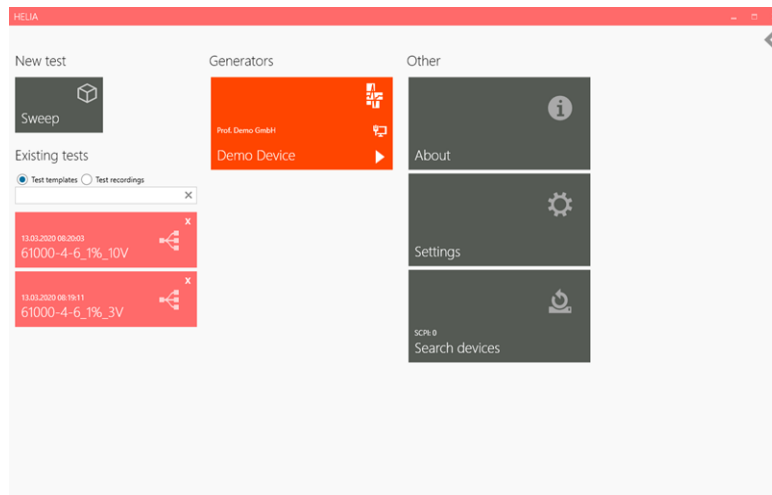 HELIA
New test
Sweep
Existing tests
Test templates
Test recordings
13.03.2020 08:20:03
61000-4-6_1%_10V
13.03.2020 08:19:11
61000-4-6_1%_3V
Generators
Prof. Demo GmbH
Demo Device
Other
About
Settings
SCPI: 0
Search devices